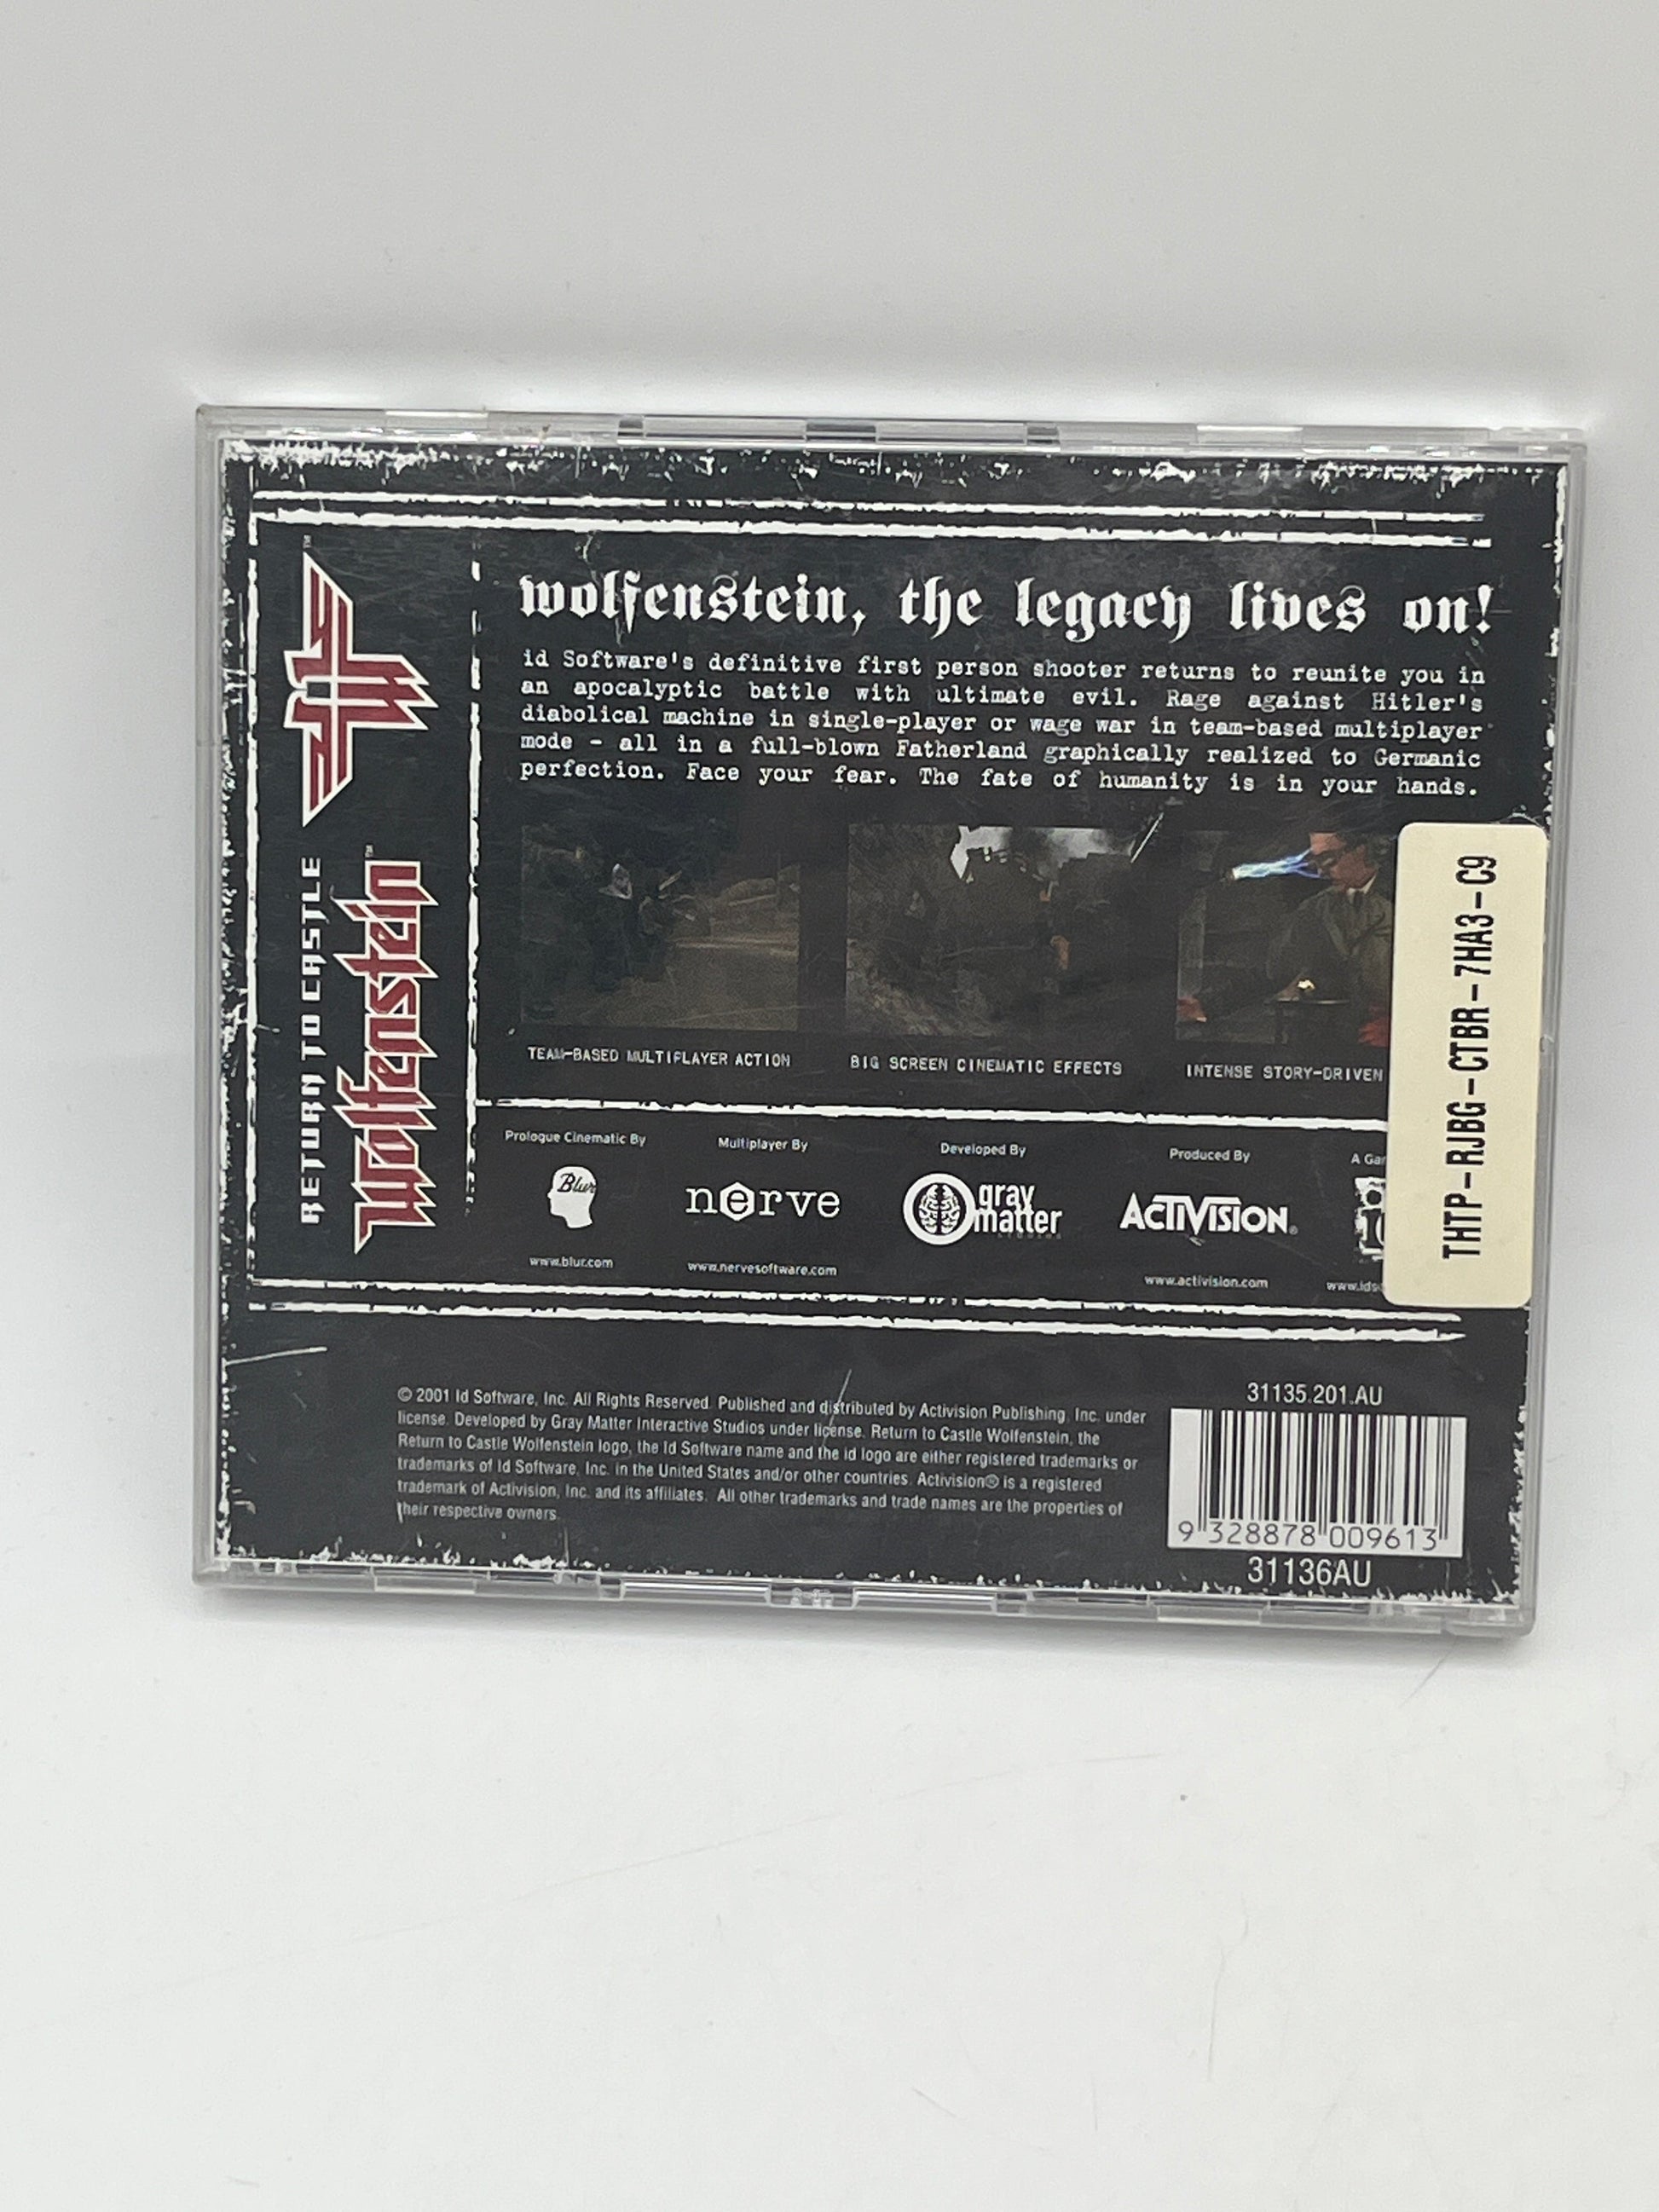 wolfenstein, the legacy lives on!
id Software's definitive first person shooter returns to reunite you in
an apocalyptic battle with ultimate evil. Rage against Hitler's
diabolical machine in single-player or wage war in team-based multiplayer
mode - all in a full-blown Fatherland graphically realized to Germanic
perfection. Face your fear. The fate of humanity is in your hands.
RETURN TO CASTLE
Wolfenstein™
TEAM-BASED MULTIPLAYER ACTION
BIG SCREEN CINEMATIC EFFECTS
INTENSE STORY-DRIVEN
THTP-RJBG-CTBR-7HA3-C9
Prologue Cinematic By
Multiplayer By
Developed By
Produced By
A Ga
Blur
nerve
gray
matter
STUDIOS
ACTIVISION®
www.blur.com
www.nervesoftware.com
www.activision.com
www.ids
© 2001 Id Software, Inc. All Rights Reserved. Published and distributed by Activision Publishing, Inc. under
license. Developed by Gray Matter Interactive Studios under license. Return to Castle Wolfenstein, the
Return to Castle Wolfenstein logo, the Id Software name and the id logo are either registered trademarks or
trademarks of Id Software, Inc. in the United States and/or other countries. Activision® is a registered
trademark of Activision, Inc. and its affiliates. All other trademarks and trade names are the properties of
their respective owners.
31135.201.AU
9 328878 009613
31136AU